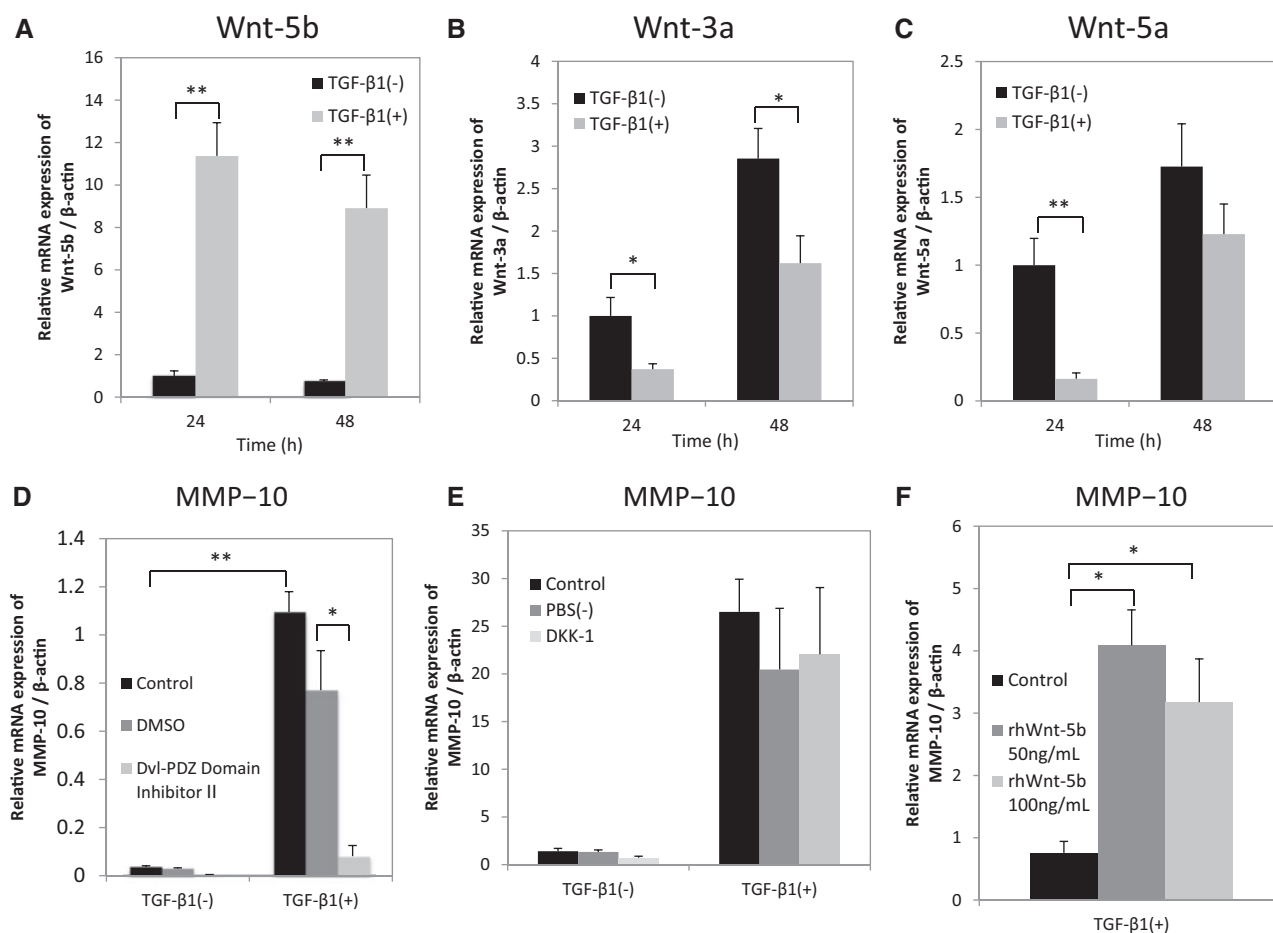 A
Wnt-5b
Relative mRNA expression of
Wnt-5b / β-actin
16
14
12
10
8
6
4
2
0
TGF-β1(-)
TGF-β1(+)
**
**
24
48
Time (h)
B
Wnt-3a
Relative mRNA expression of
Wnt-3a / β-actin
4
3.5
3
2.5
2
1.5
1
0.5
0
TGF-β1(-)
TGF-β1(+)
*
*
24
48
Time (h)
C
Wnt-5a
Relative mRNA expression of
Wnt-5a / β-actin
2.5
2
1.5
1
0.5
0
TGF-β1(-)
TGF-β1(+)
**
24
48
Time (h)
D
MMP-10
Relative mRNA expression of
MMP-10 / β-actin
1.4
1.2
1
0.8
0.6
0.4
0.2
0
**
*
Control
DMSO
Dvl-PDZ Domain
Inhibitor II
TGF-β1(-)
TGF-β1(+)
E
MMP-10
Relative mRNA expression of
MMP-10 / β-actin
35
30
25
20
15
10
5
0
Control
PBS(-)
DKK-1
TGF-β1(-)
TGF-β1(+)
F
MMP-10
Relative mRNA expression of
MMP-10 / β-actin
6
5
4
3
2
1
0
*
*
Control
rhWnt-5b
50ng/mL
rhWnt-5b
100ng/mL
TGF-β1(+)